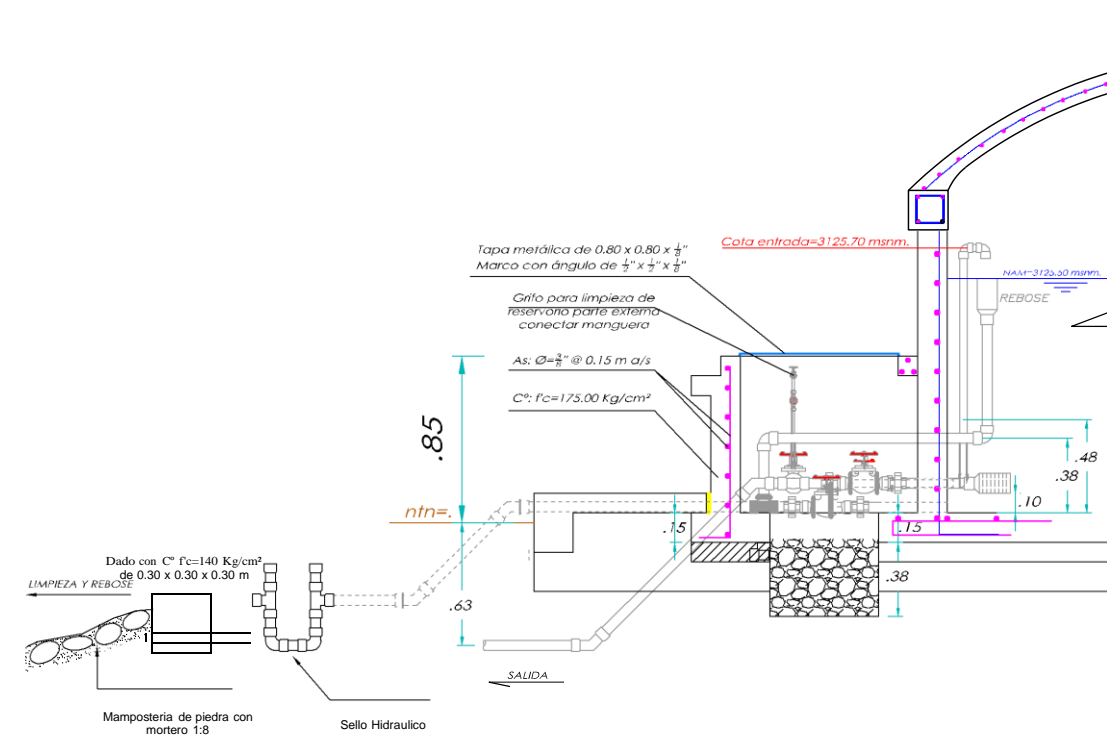 Tapa metálica de 0.80 x 0.80 x 1/8"
Marco con ángulo de 1/2" x 1/2" x 1/8"
Cota entrada=3125.70 msnm.
NAM=3125.50 msnm.
REBOSE
Grifo para limpieza de
reservorio parte externa
conectar manguera
As: Ø=3/8" @ 0.15 m a/s
C°: f'c=175.00 Kg/cm²
.85
.48
.38
.10
ntn=.
.15
.15
.38
Dado con C° f'c=140 Kg/cm²
de 0.30 x 0.30 x 0.30 m
LIMPIEZA Y REBOSE
.63
SALIDA
Mamposteria de piedra con
mortero 1:8
Sello Hidraulico